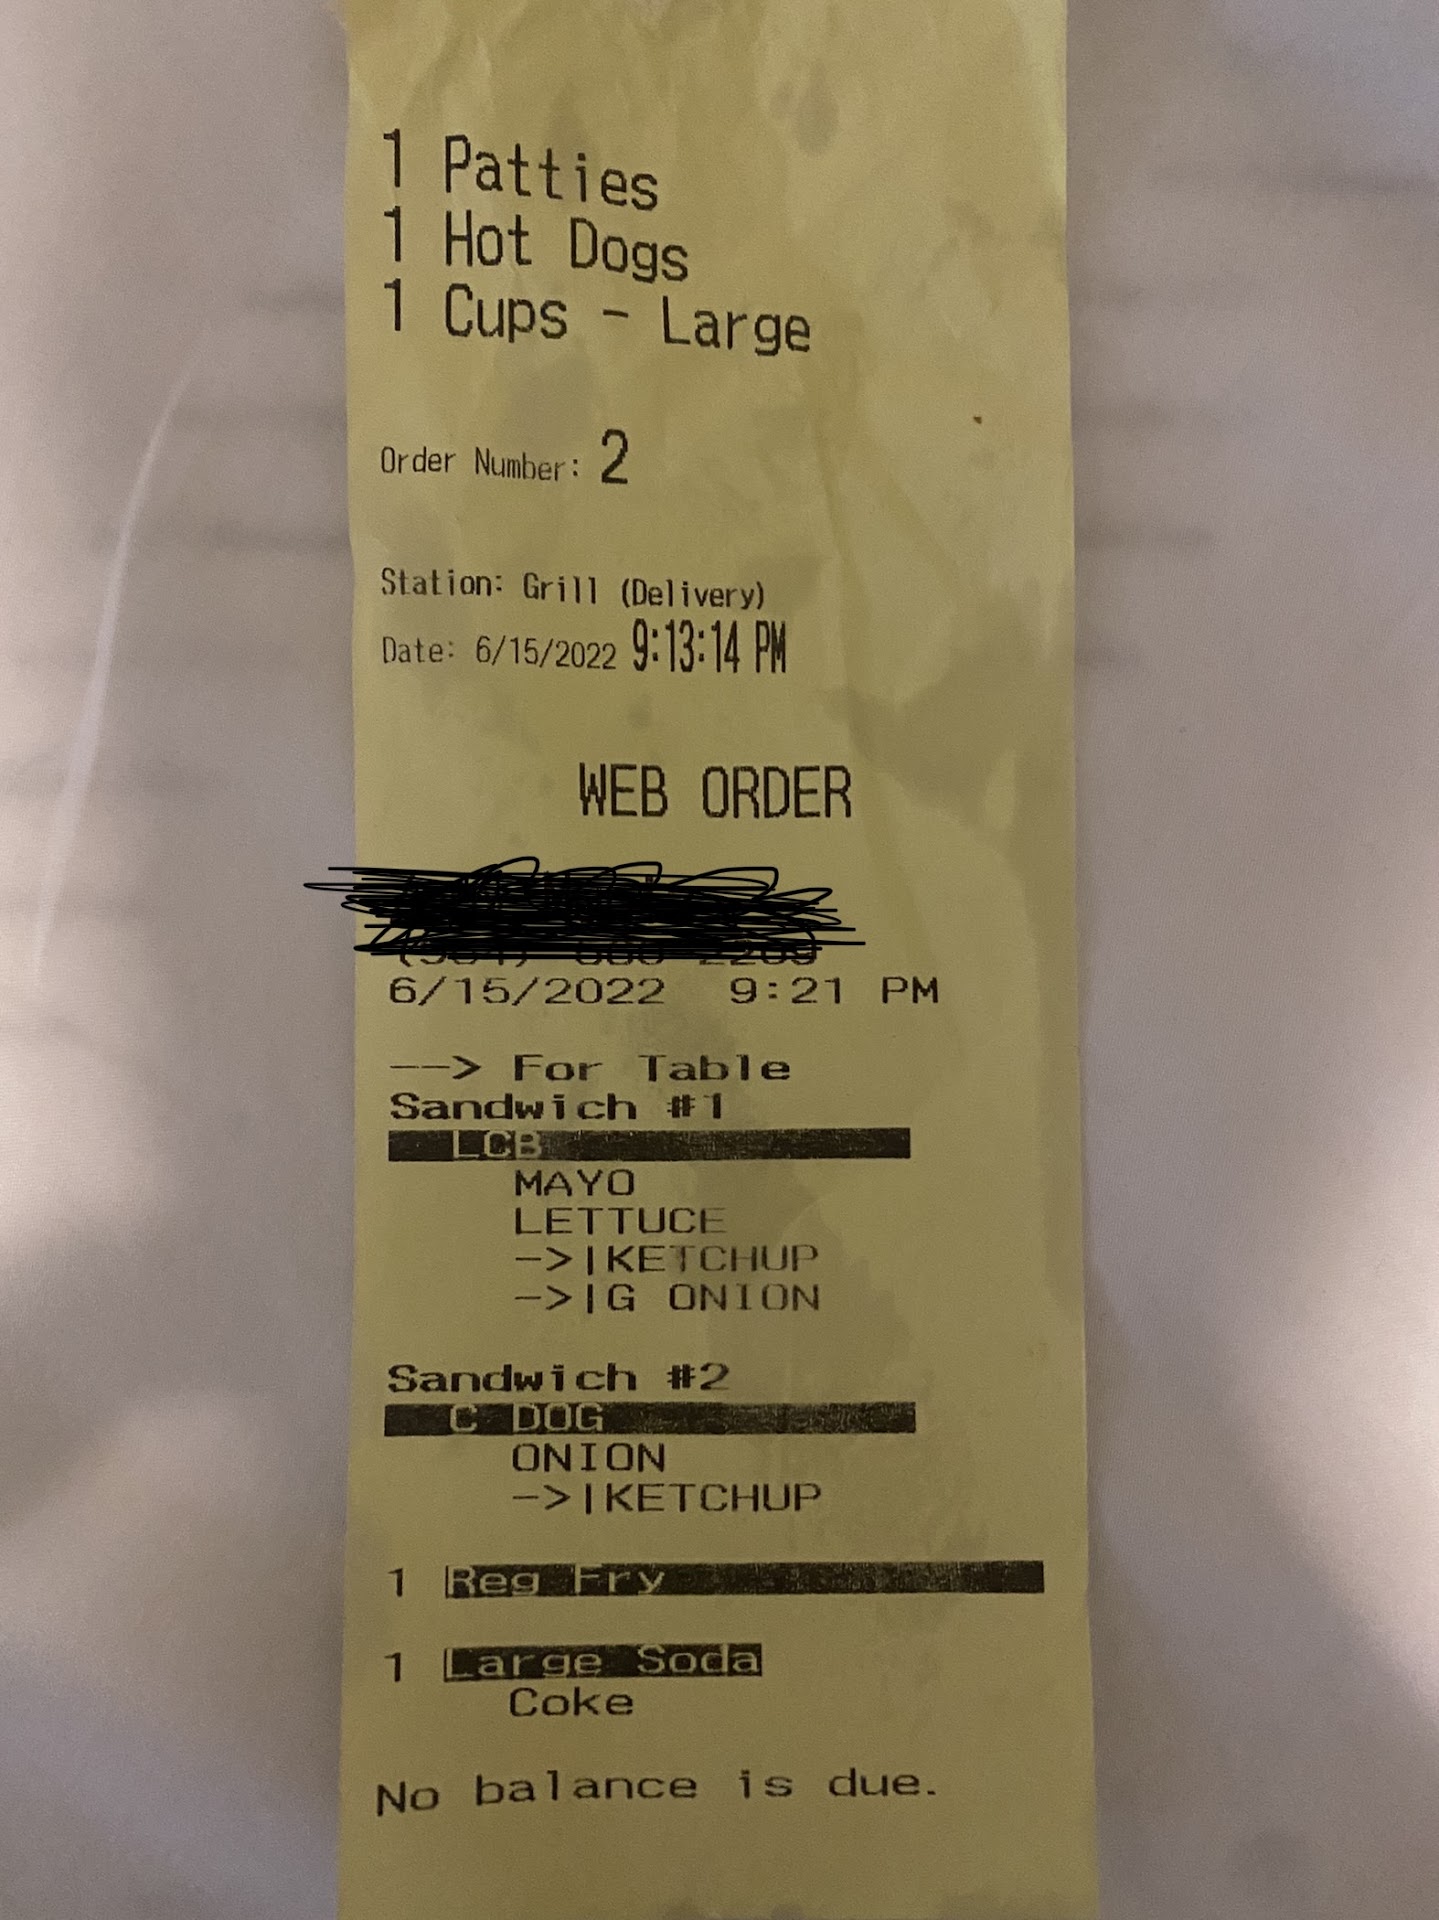 1 Patties
1 Hot Dogs
1 Cups - Large
Order Number: 2
Station: Grill (Delivery)
Date: 6/15/2022 9:13:14 PM
WEB ORDER
6/15/2022 9:21 PM
--> For Table
Sandwich #1
LCB
MAYO
LETTUCE
->|KETCHUP
->|G ONION
Sandwich #2
C DOG
ONION
->|KETCHUP
1 Reg Fry
1 Large Soda
Coke
No balance is due.